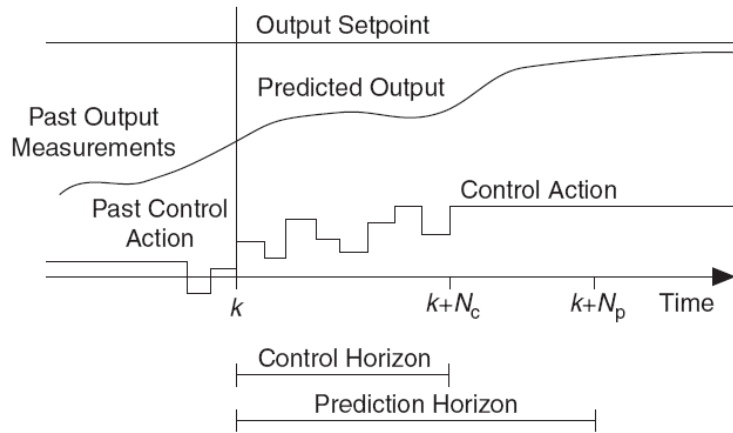 Output Setpoint
Predicted Output
Past Output
Measurements
Control Action
Past Control
Action
k
k+Nc
k+Np
Time
Control Horizon
Prediction Horizon